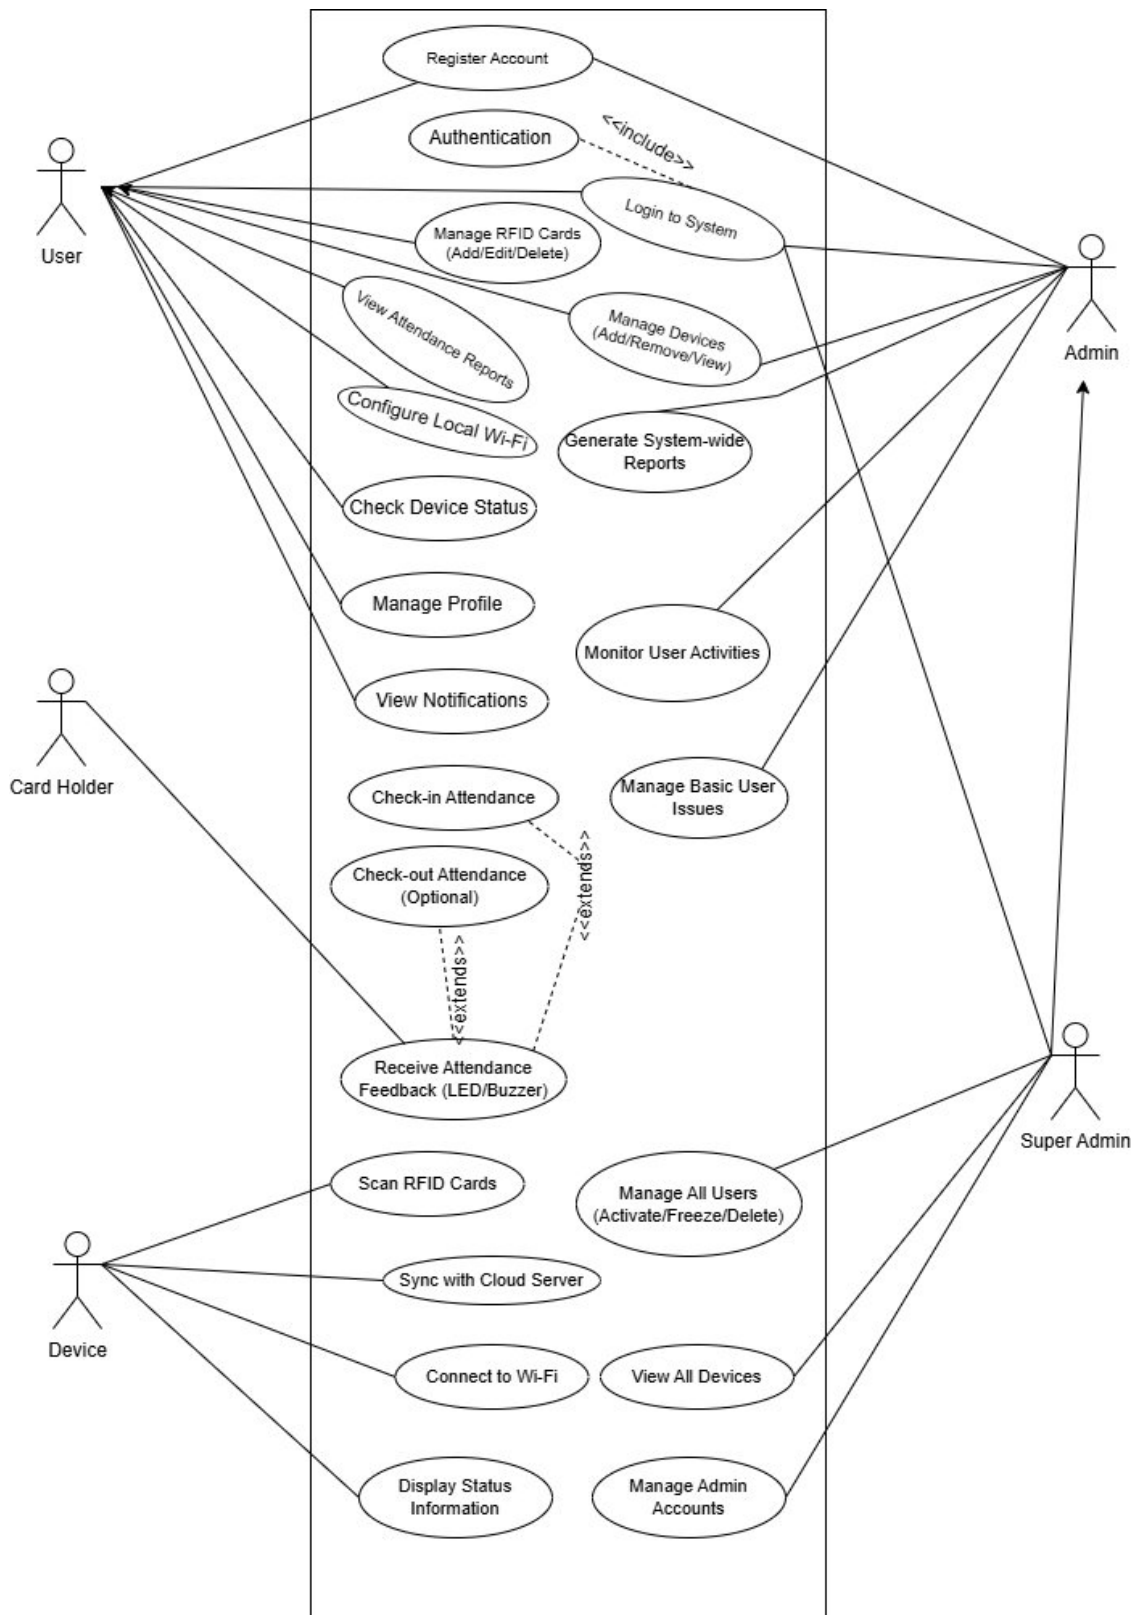 Register Account
Authentication
<<include>>
Login to System
User
Manage RFID Cards
(Add/Edit/Delete)
View Attendance Reports
Manage Devices
(Add/Remove/View)
Admin
Configure Local Wi-Fi
Generate System-wide
Reports
Check Device Status
Manage Profile
Monitor User Activities
View Notifications
Card Holder
Check-in Attendance
Manage Basic User
Issues
<<extends>>
Check-out Attendance
(Optional)
<<extends>>
Receive Attendance
Feedback (LED/Buzzer)
Super Admin
Scan RFID Cards
Manage All Users
(Activate/Freeze/Delete)
Sync with Cloud Server
Device
Connect to Wi-Fi
View All Devices
Display Status
Information
Manage Admin
Accounts